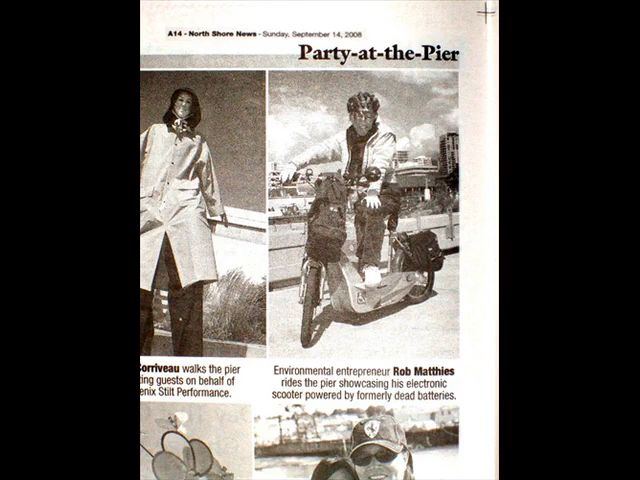 A14 - North Shore News - Sunday, September 14, 2008
Party-at-the-Pier
Corriveau walks the pier
ting guests on behalf of
enix Stilt Performance.
Environmental entrepreneur Rob Matthies
rides the pier showcasing his electronic
scooter powered by formerly dead batteries.